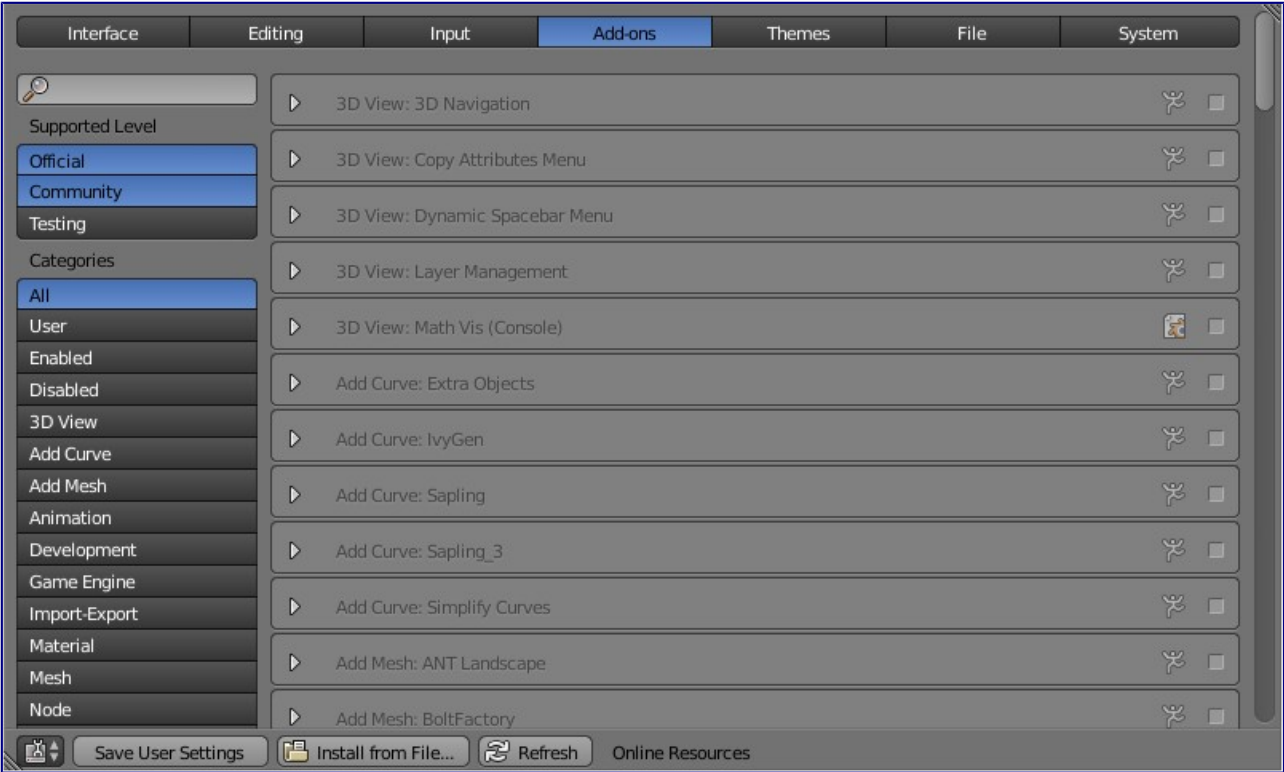 Interface Editing Input Add-ons Themes File System
Supported Level
Official
Community
Testing
Categories
All
User
Enabled
Disabled
3D View
Add Curve
Add Mesh
Animation
Development
Game Engine
Import-Export
Material
Mesh
Node
3D View: 3D Navigation
3D View: Copy Attributes Menu
3D View: Dynamic Spacebar Menu
3D View: Layer Management
3D View: Math Vis (Console)
Add Curve: Extra Objects
Add Curve: IvyGen
Add Curve: Sapling
Add Curve: Sapling_3
Add Curve: Simplify Curves
Add Mesh: ANT Landscape
Add Mesh: BoltFactory
Save User Settings Install from File... Refresh Online Resources